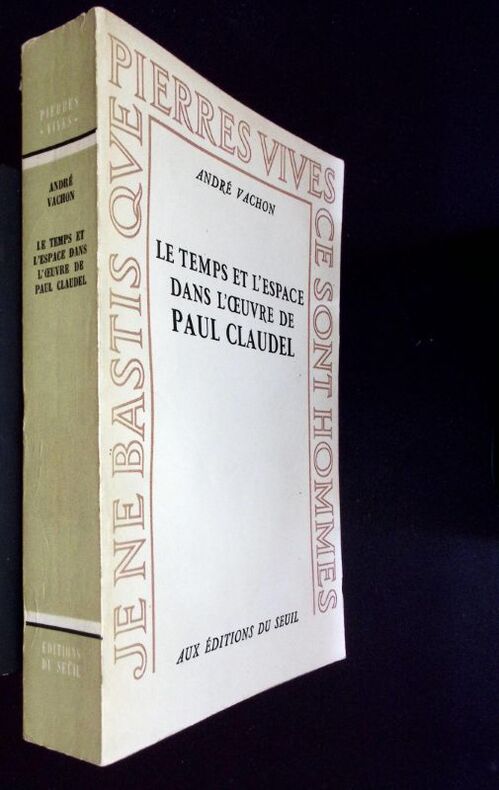 PIERRES
- VIVES -
ANDRÉ
VACHON
LE TEMPS ET
L'ESPACE DANS
L'ŒUVRE DE
PAUL CLAUDEL
EDITIONS
DU SEUIL
JE NE BASTIS QVE
PIERRES VIVES
CE SONT HOMMES
ANDRÉ VACHON
LE TEMPS ET L'ESPACE
DANS L'ŒUVRE DE
PAUL CLAUDEL
AUX ÉDITIONS DU SEUIL